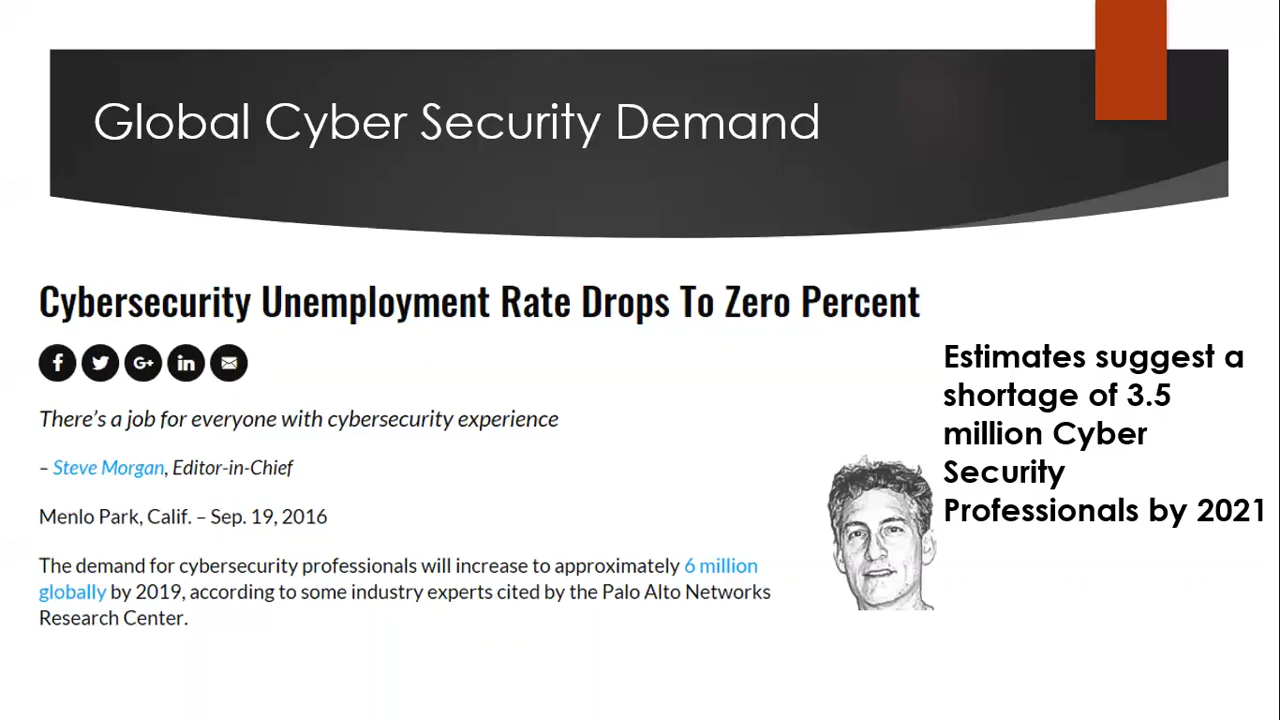 Global Cyber Security Demand
Cybersecurity Unemployment Rate Drops To Zero Percent
There's a job for everyone with cybersecurity experience
– Steve Morgan, Editor-in-Chief
Menlo Park, Calif. – Sep. 19, 2016
The demand for cybersecurity professionals will increase to approximately 6 million
globally by 2019, according to some industry experts cited by the Palo Alto Networks
Research Center.
Estimates suggest a
shortage of 3.5
million Cyber
Security
Professionals by 2021